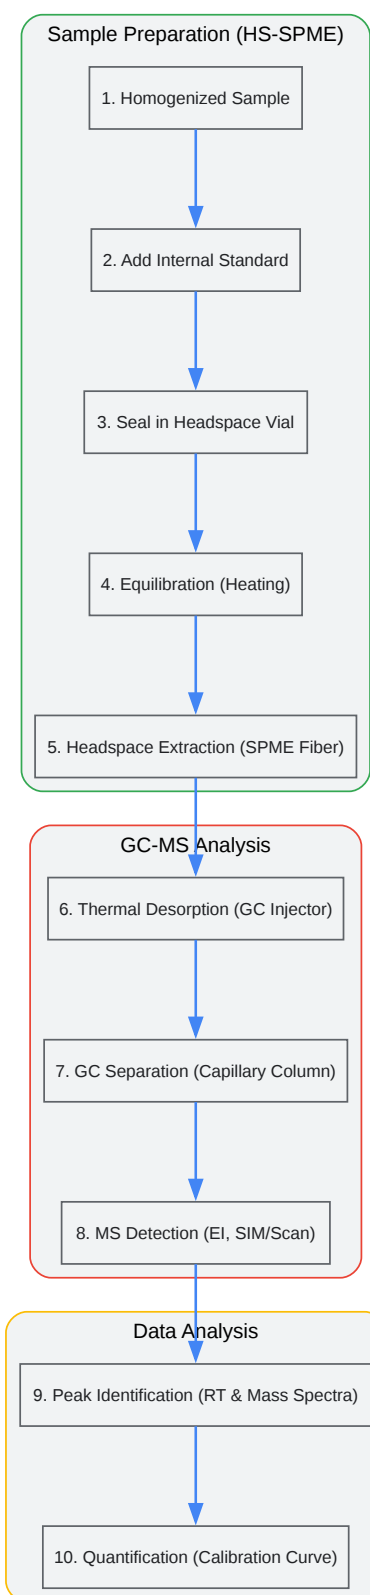 Sample Preparation (HS-SPME)
1. Homogenized Sample
2. Add Internal Standard
3. Seal in Headspace Vial
4. Equilibration (Heating)
5. Headspace Extraction (SPME Fiber)
GC-MS Analysis
6. Thermal Desorption (GC Injector)
7. GC Separation (Capillary Column)
8. MS Detection (EI, SIM/Scan)
Data Analysis
9. Peak Identification (RT & Mass Spectra)
10. Quantification (Calibration Curve)